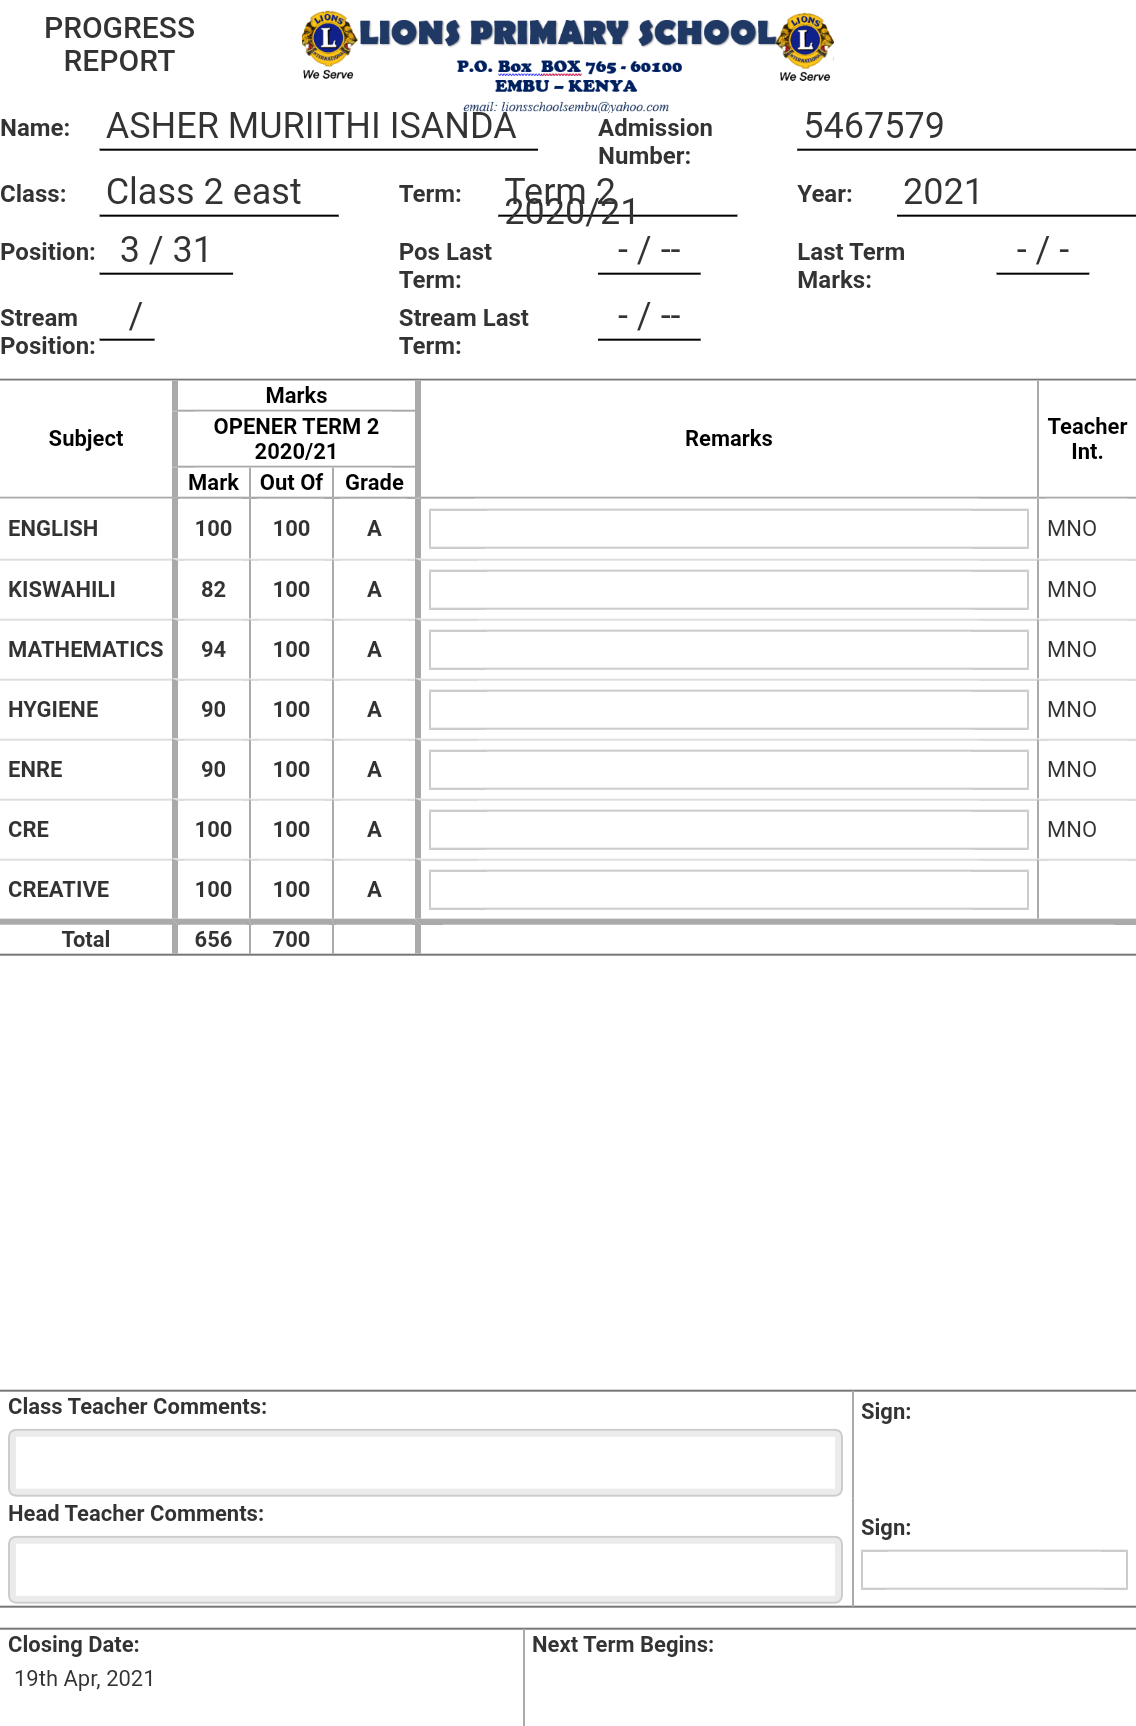 PROGRESS
REPORT
LIONS
INTERNATIONAL
We Serve
LIONS PRIMARY SCHOOL
P.O. Box BOX 765 - 60100
EMBU – KENYA
email: lionsschoolsembu@yahoo.com
LIONS
INTERNATIONAL
We Serve
Name: ASHER MURIITHI ISANDA Admission Number: 5467579
Class: Class 2 east Term: Term 2 2020/21 Year: 2021
Position: 3 / 31 Pos Last Term: - / -- Last Term Marks: - / -
Stream Position: / Stream Last Term: - / --
Subject Marks Remarks Teacher Int.
OPENER TERM 2 2020/21
Mark Out Of Grade
ENGLISH 100 100 A MNO
KISWAHILI 82 100 A MNO
MATHEMATICS 94 100 A MNO
HYGIENE 90 100 A MNO
ENRE 90 100 A MNO
CRE 100 100 A MNO
CREATIVE 100 100 A
Total 656 700
Class Teacher Comments: Sign:
Head Teacher Comments: Sign:
Closing Date: Next Term Begins:
19th Apr, 2021